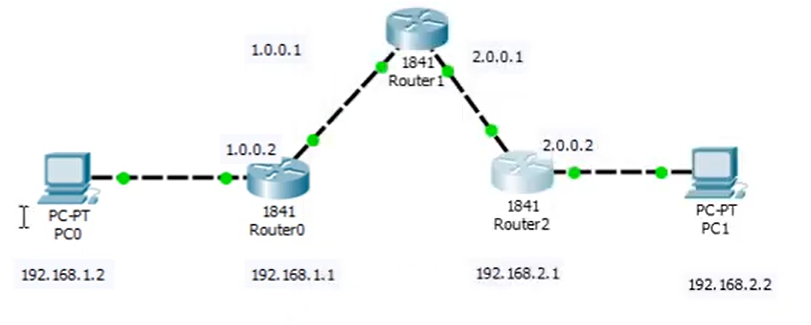 1.0.0.1
1841
Router1
2.0.0.1
1.0.0.2
2.0.0.2
PC-PT
PC0
1841
Router0
1841
Router2
PC-PT
PC1
192.168.1.2
192.168.1.1
192.168.2.1
192.168.2.2